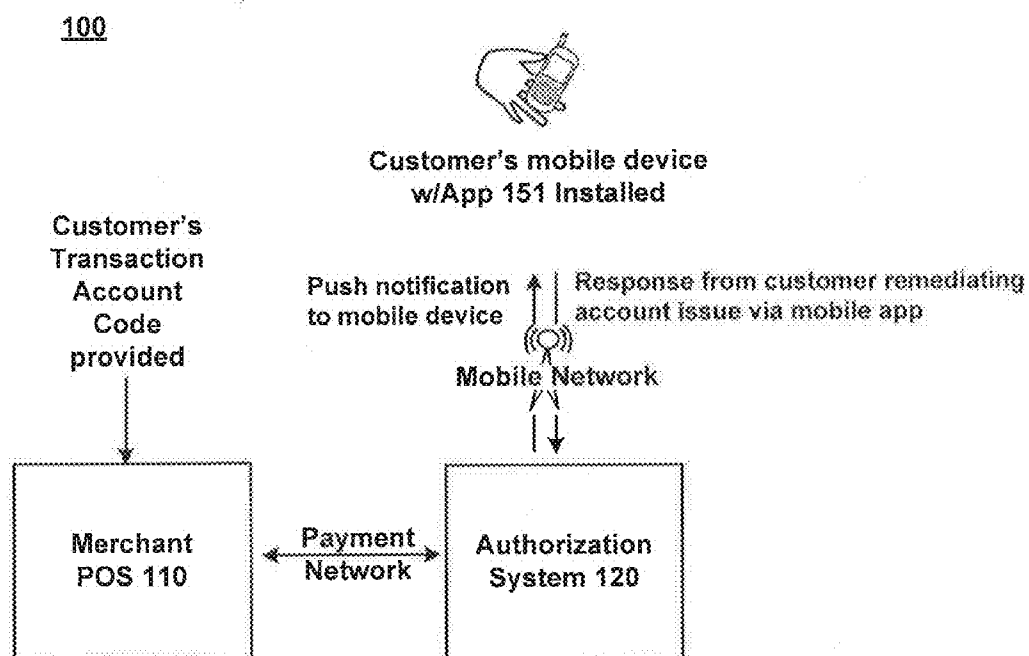 100
Customer's mobile device
w/App 151 Installed
Customer's
Transaction
Account
Code
provided
Push notification
to mobile device
Response from customer remediating
account issue via mobile app
Mobile Network
Merchant
POS 110
Payment
Network
Authorization
System 120